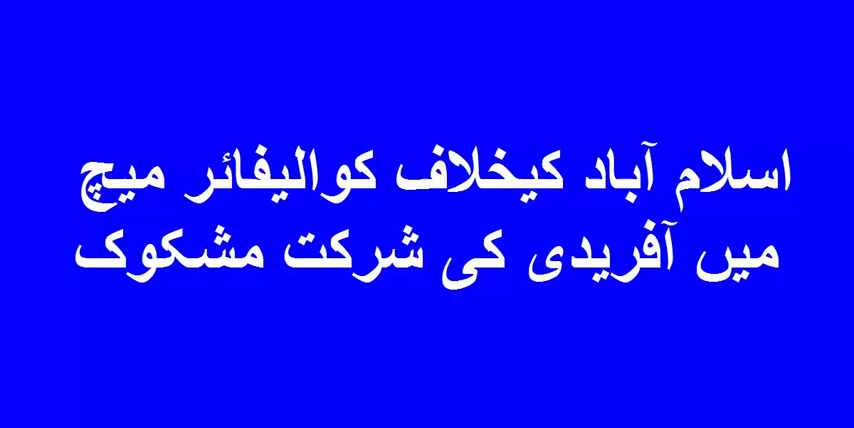 اسلام آباد کیخلاف کوالیفائر میچ
میں آفریدی کی شرکت مشکوک